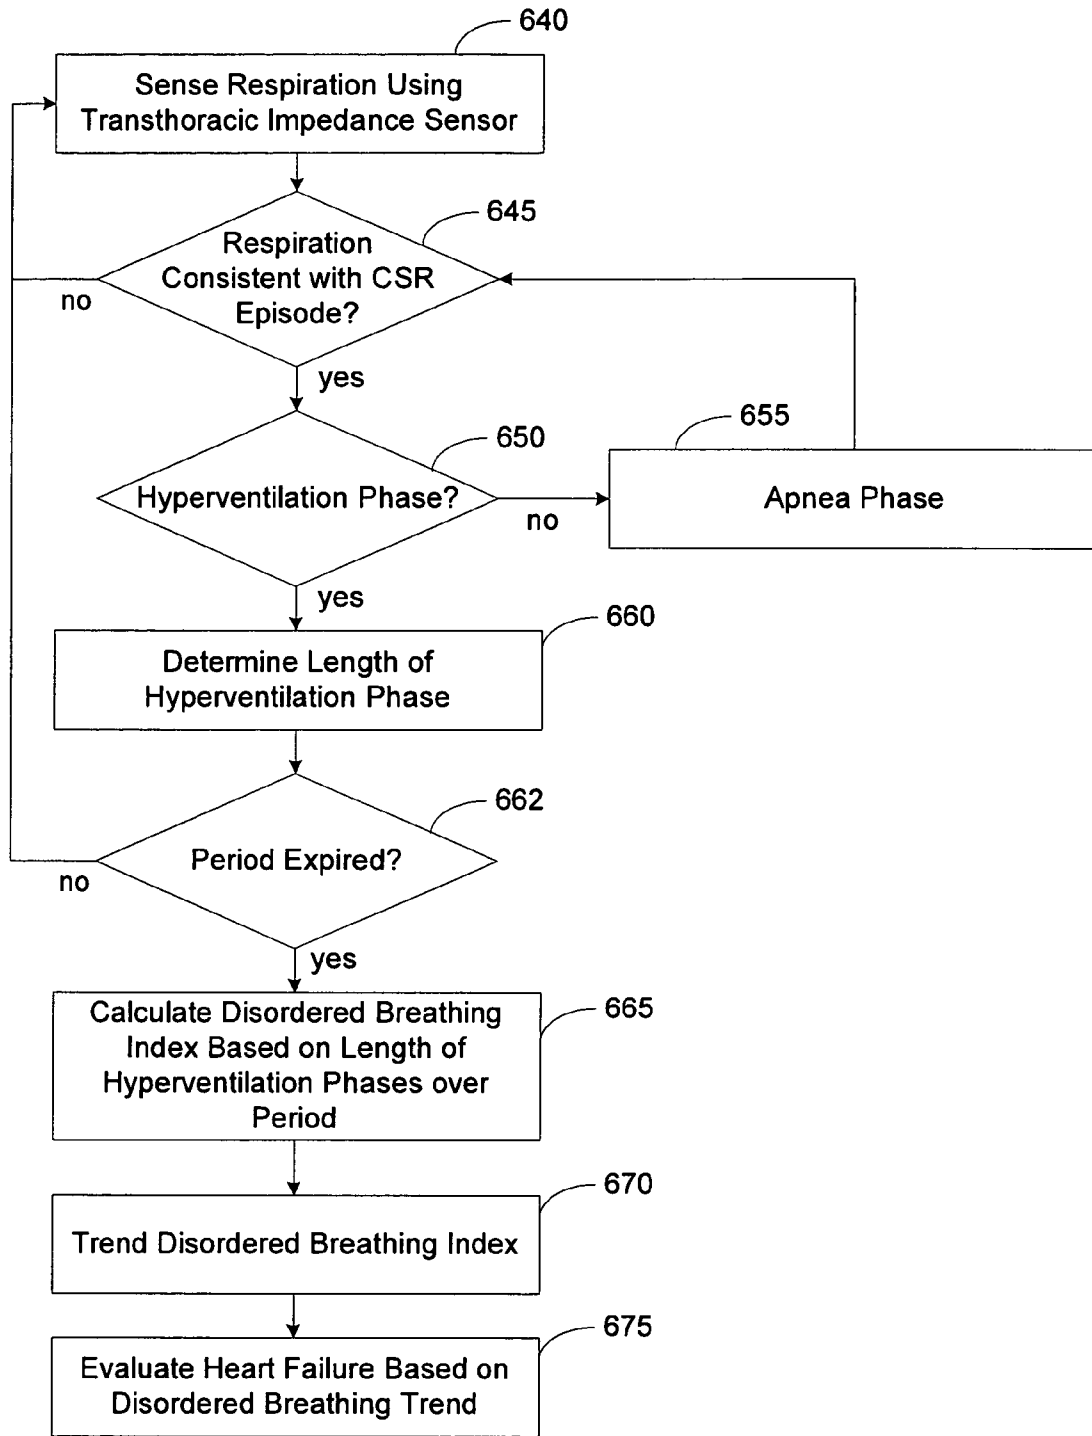 640
Sense Respiration Using
Transthoracic Impedance Sensor
645
Respiration
Consistent with CSR
Episode?
no
yes
650
655
Hyperventilation Phase?
no
Apnea Phase
yes
660
Determine Length of
Hyperventilation Phase
662
Period Expired?
no
yes
665
Calculate Disordered Breathing
Index Based on Length of
Hyperventilation Phases over
Period
670
Trend Disordered Breathing Index
675
Evaluate Heart Failure Based on
Disordered Breathing Trend